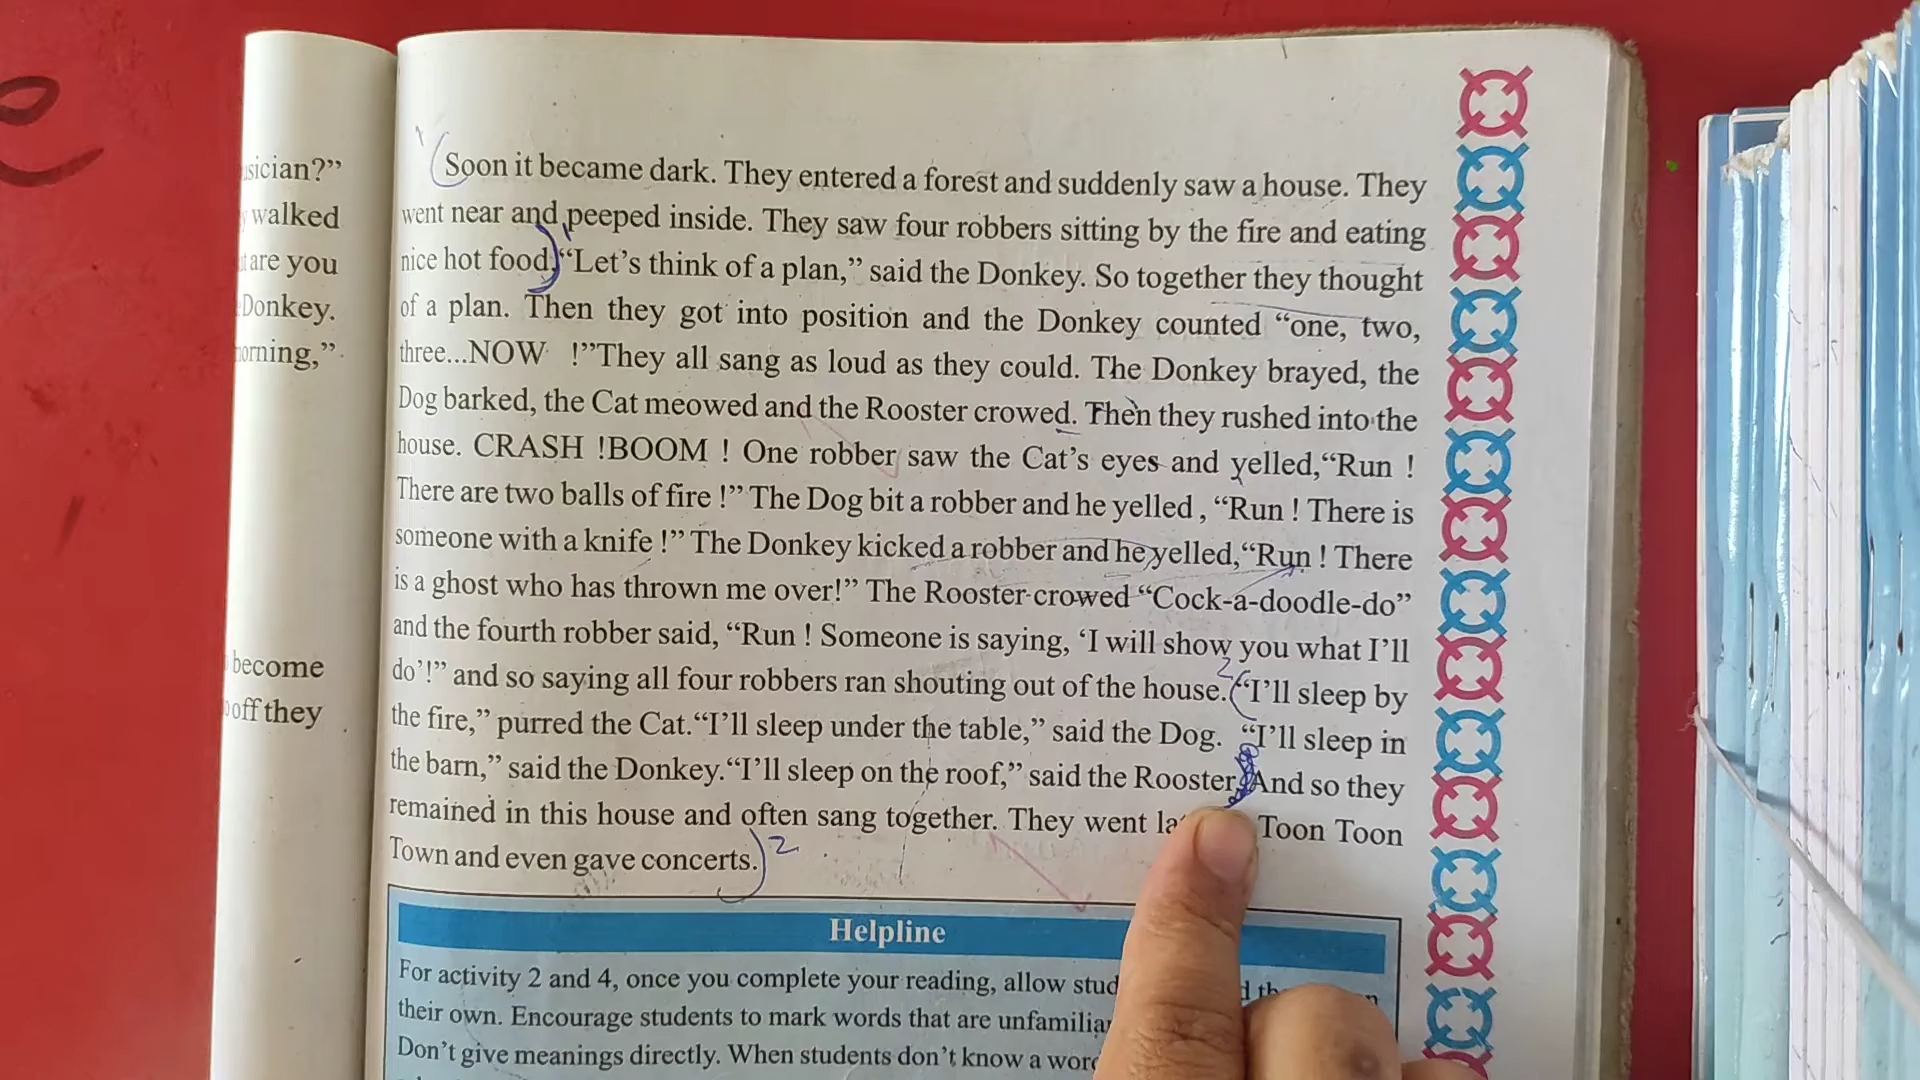 usician?”
walked
are you
Donkey.
orning,”
become
off they
1
Soon it became dark. They entered a forest and suddenly saw a house. They
went near and peeped inside. They saw four robbers sitting by the fire and eating
nice hot food. “Let’s think of a plan,” said the Donkey. So together they thought
of a plan. Then they got into position and the Donkey counted “one, two,
three...NOW !”They all sang as loud as they could. The Donkey brayed, the
Dog barked, the Cat meowed and the Rooster crowed. Then they rushed into the
house. CRASH !BOOM ! One robber saw the Cat’s eyes and yelled,“Run !
There are two balls of fire !” The Dog bit a robber and he yelled , “Run ! There is
someone with a knife !” The Donkey kicked a robber and he yelled,“Run ! There
is a ghost who has thrown me over!” The Rooster crowed “Cock-a-doodle-do”
and the fourth robber said, “Run ! Someone is saying, ‘I will show you what I’ll
2
do’!” and so saying all four robbers ran shouting out of the house. “I’ll sleep by
the fire,” purred the Cat.“I’ll sleep under the table,” said the Dog. “I’ll sleep in
the barn,” said the Donkey.“I’ll sleep on the roof,” said the Rooster. And so they
remained in this house and often sang together. They went Toon Toon
Town and even gave concerts. 2
Helpline
For activity 2 and 4, once you complete your reading, allow
their own. Encourage students to mark words that are
Don’t give meanings directly. When students don’t know a